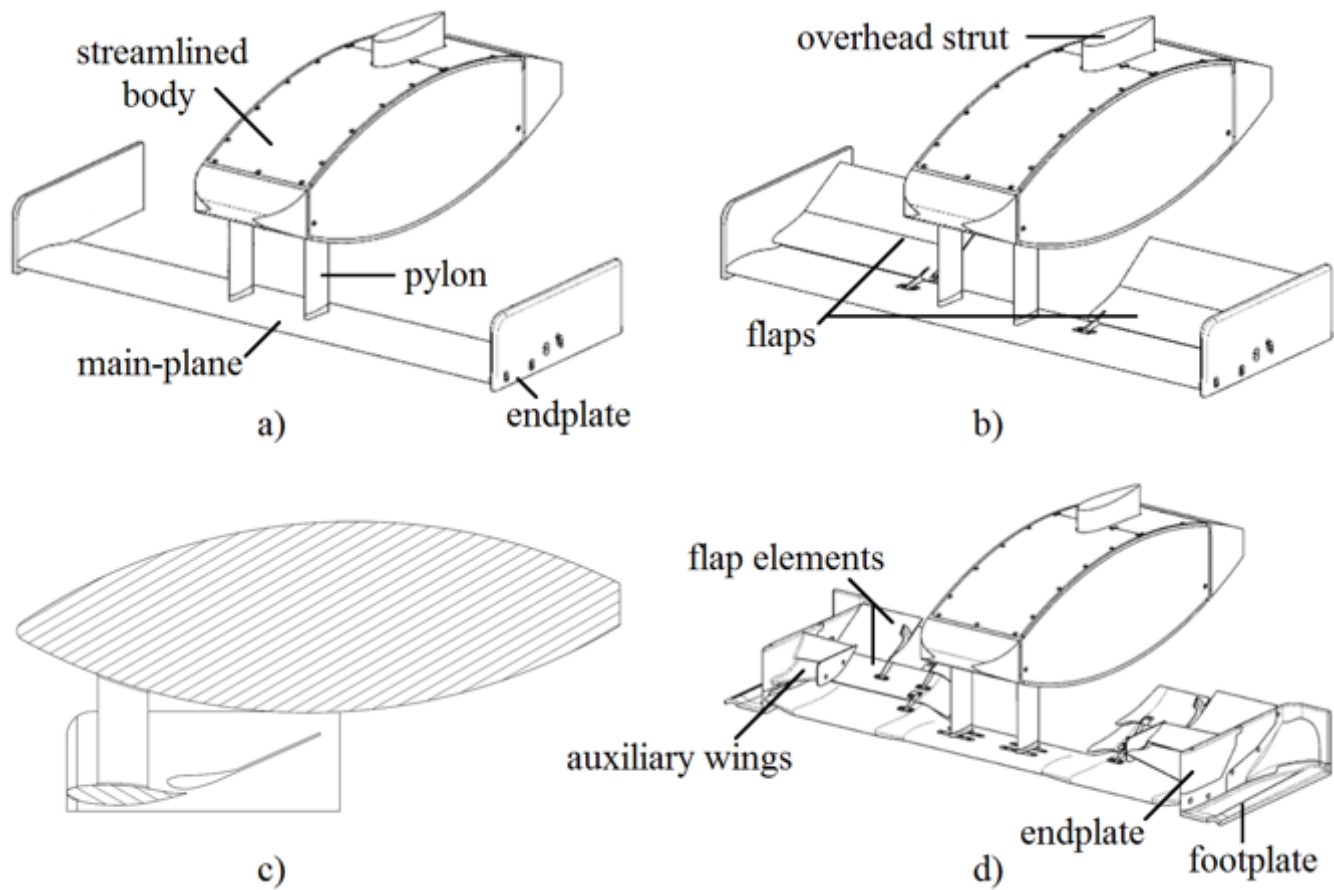 streamlined
body
pylon
main-plane
endplate
a)
overhead strut
flaps
b)
c)
flap elements
auxiliary wings
endplate
footplate
d)